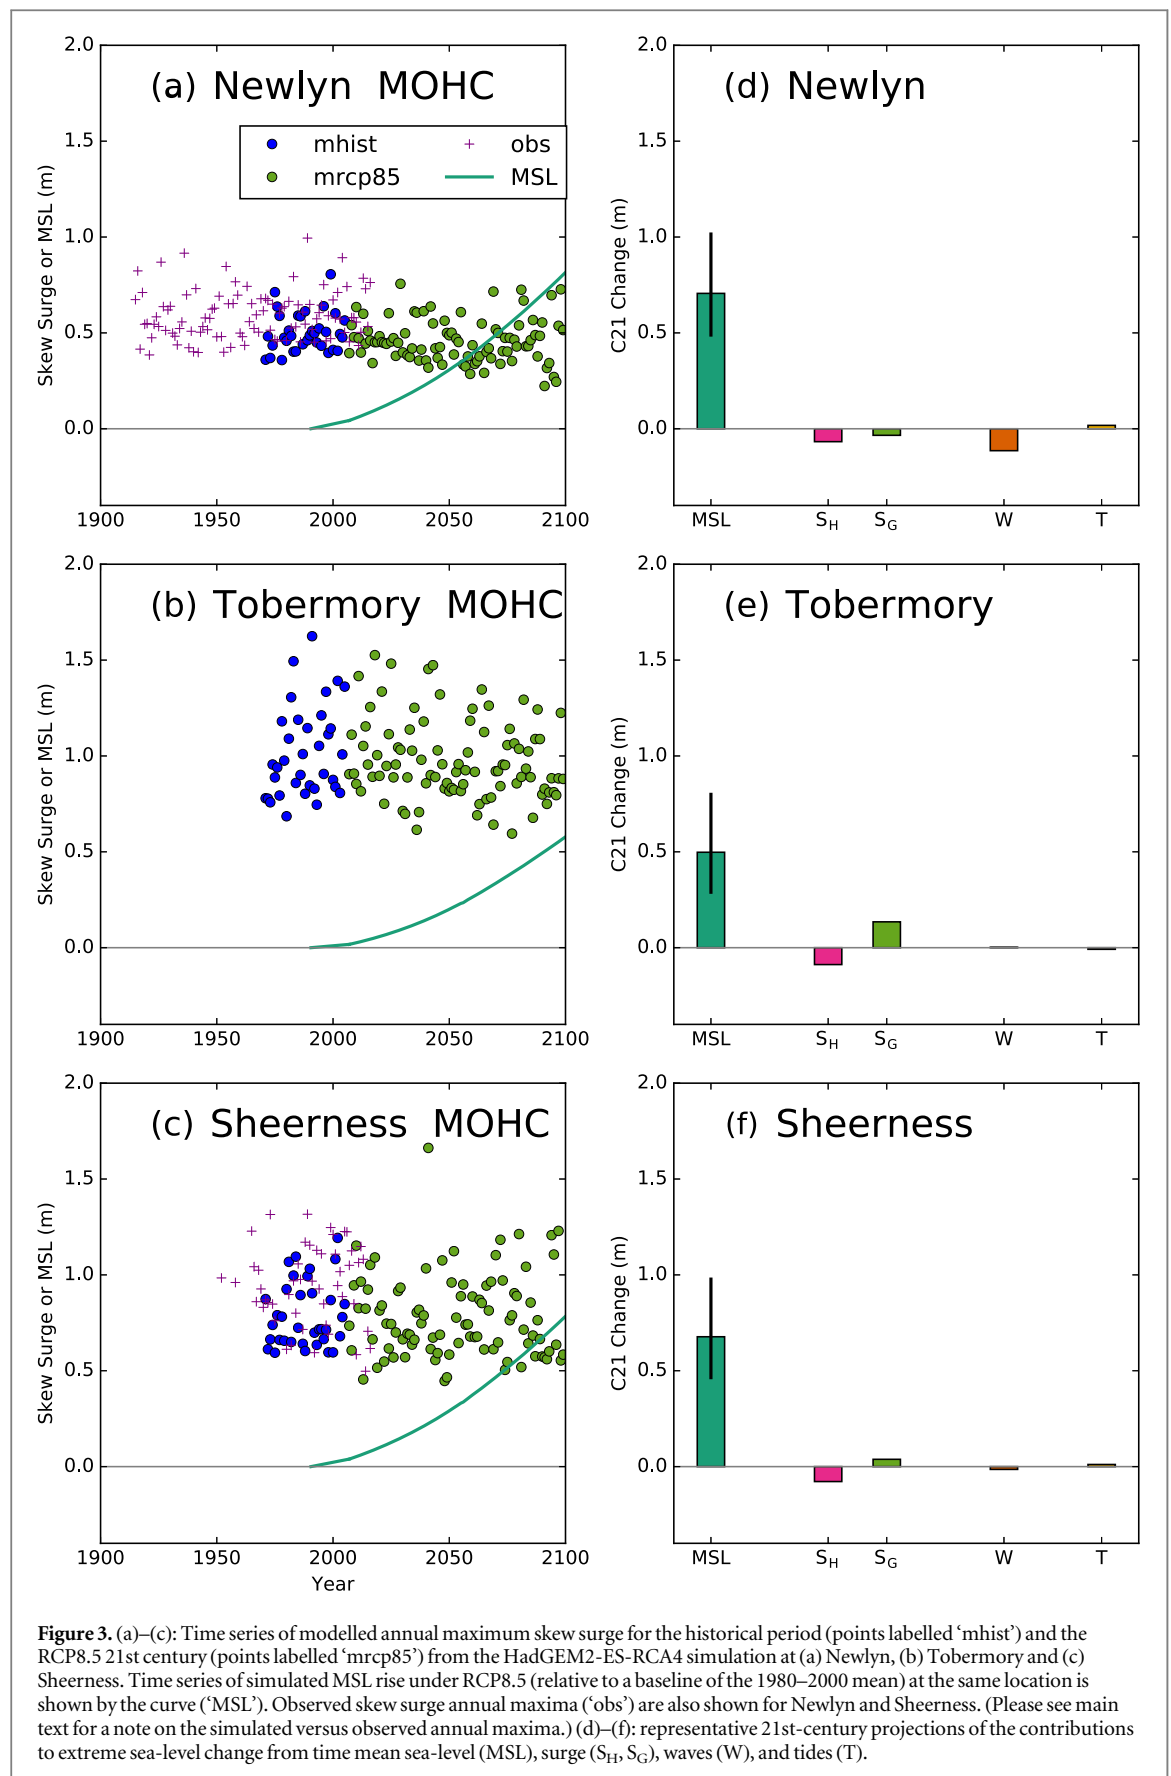 2.0
1.5
1.0
0.5
0.0
Skew Surge or MSL (m)
(a) Newlyn MOHC
mhist
mrcp85
obs
MSL
1900 1950 2000 2050 2100
2.0
1.5
1.0
0.5
0.0
C21 Change (m)
(d) Newlyn
MSL S_H S_G W T
2.0
1.5
1.0
0.5
0.0
Skew Surge or MSL (m)
(b) Tobermory MOHC
1900 1950 2000 2050 2100
2.0
1.5
1.0
0.5
0.0
C21 Change (m)
(e) Tobermory
MSL S_H S_G W T
2.0
1.5
1.0
0.5
0.0
Skew Surge or MSL (m)
(c) Sheerness MOHC
1900 1950 2000 2050 2100
Year
2.0
1.5
1.0
0.5
0.0
C21 Change (m)
(f) Sheerness
MSL S_H S_G W T
Figure 3. (a)–(c): Time series of modelled annual maximum skew surge for the historical period (points labelled ‘mhist’) and the
RCP8.5 21st century (points labelled ‘mrcp85’) from the HadGEM2-ES-RCA4 simulation at (a) Newlyn, (b) Tobermory and (c)
Sheerness. Time series of simulated MSL rise under RCP8.5 (relative to a baseline of the 1980–2000 mean) at the same location is
shown by the curve (‘MSL’). Observed skew surge annual maxima (‘obs’) are also shown for Newlyn and Sheerness. (Please see main
text for a note on the simulated versus observed annual maxima.) (d)–(f): representative 21st-century projections of the contributions
to extreme sea-level change from time mean sea-level (MSL), surge (S_H, S_G), waves (W), and tides (T).